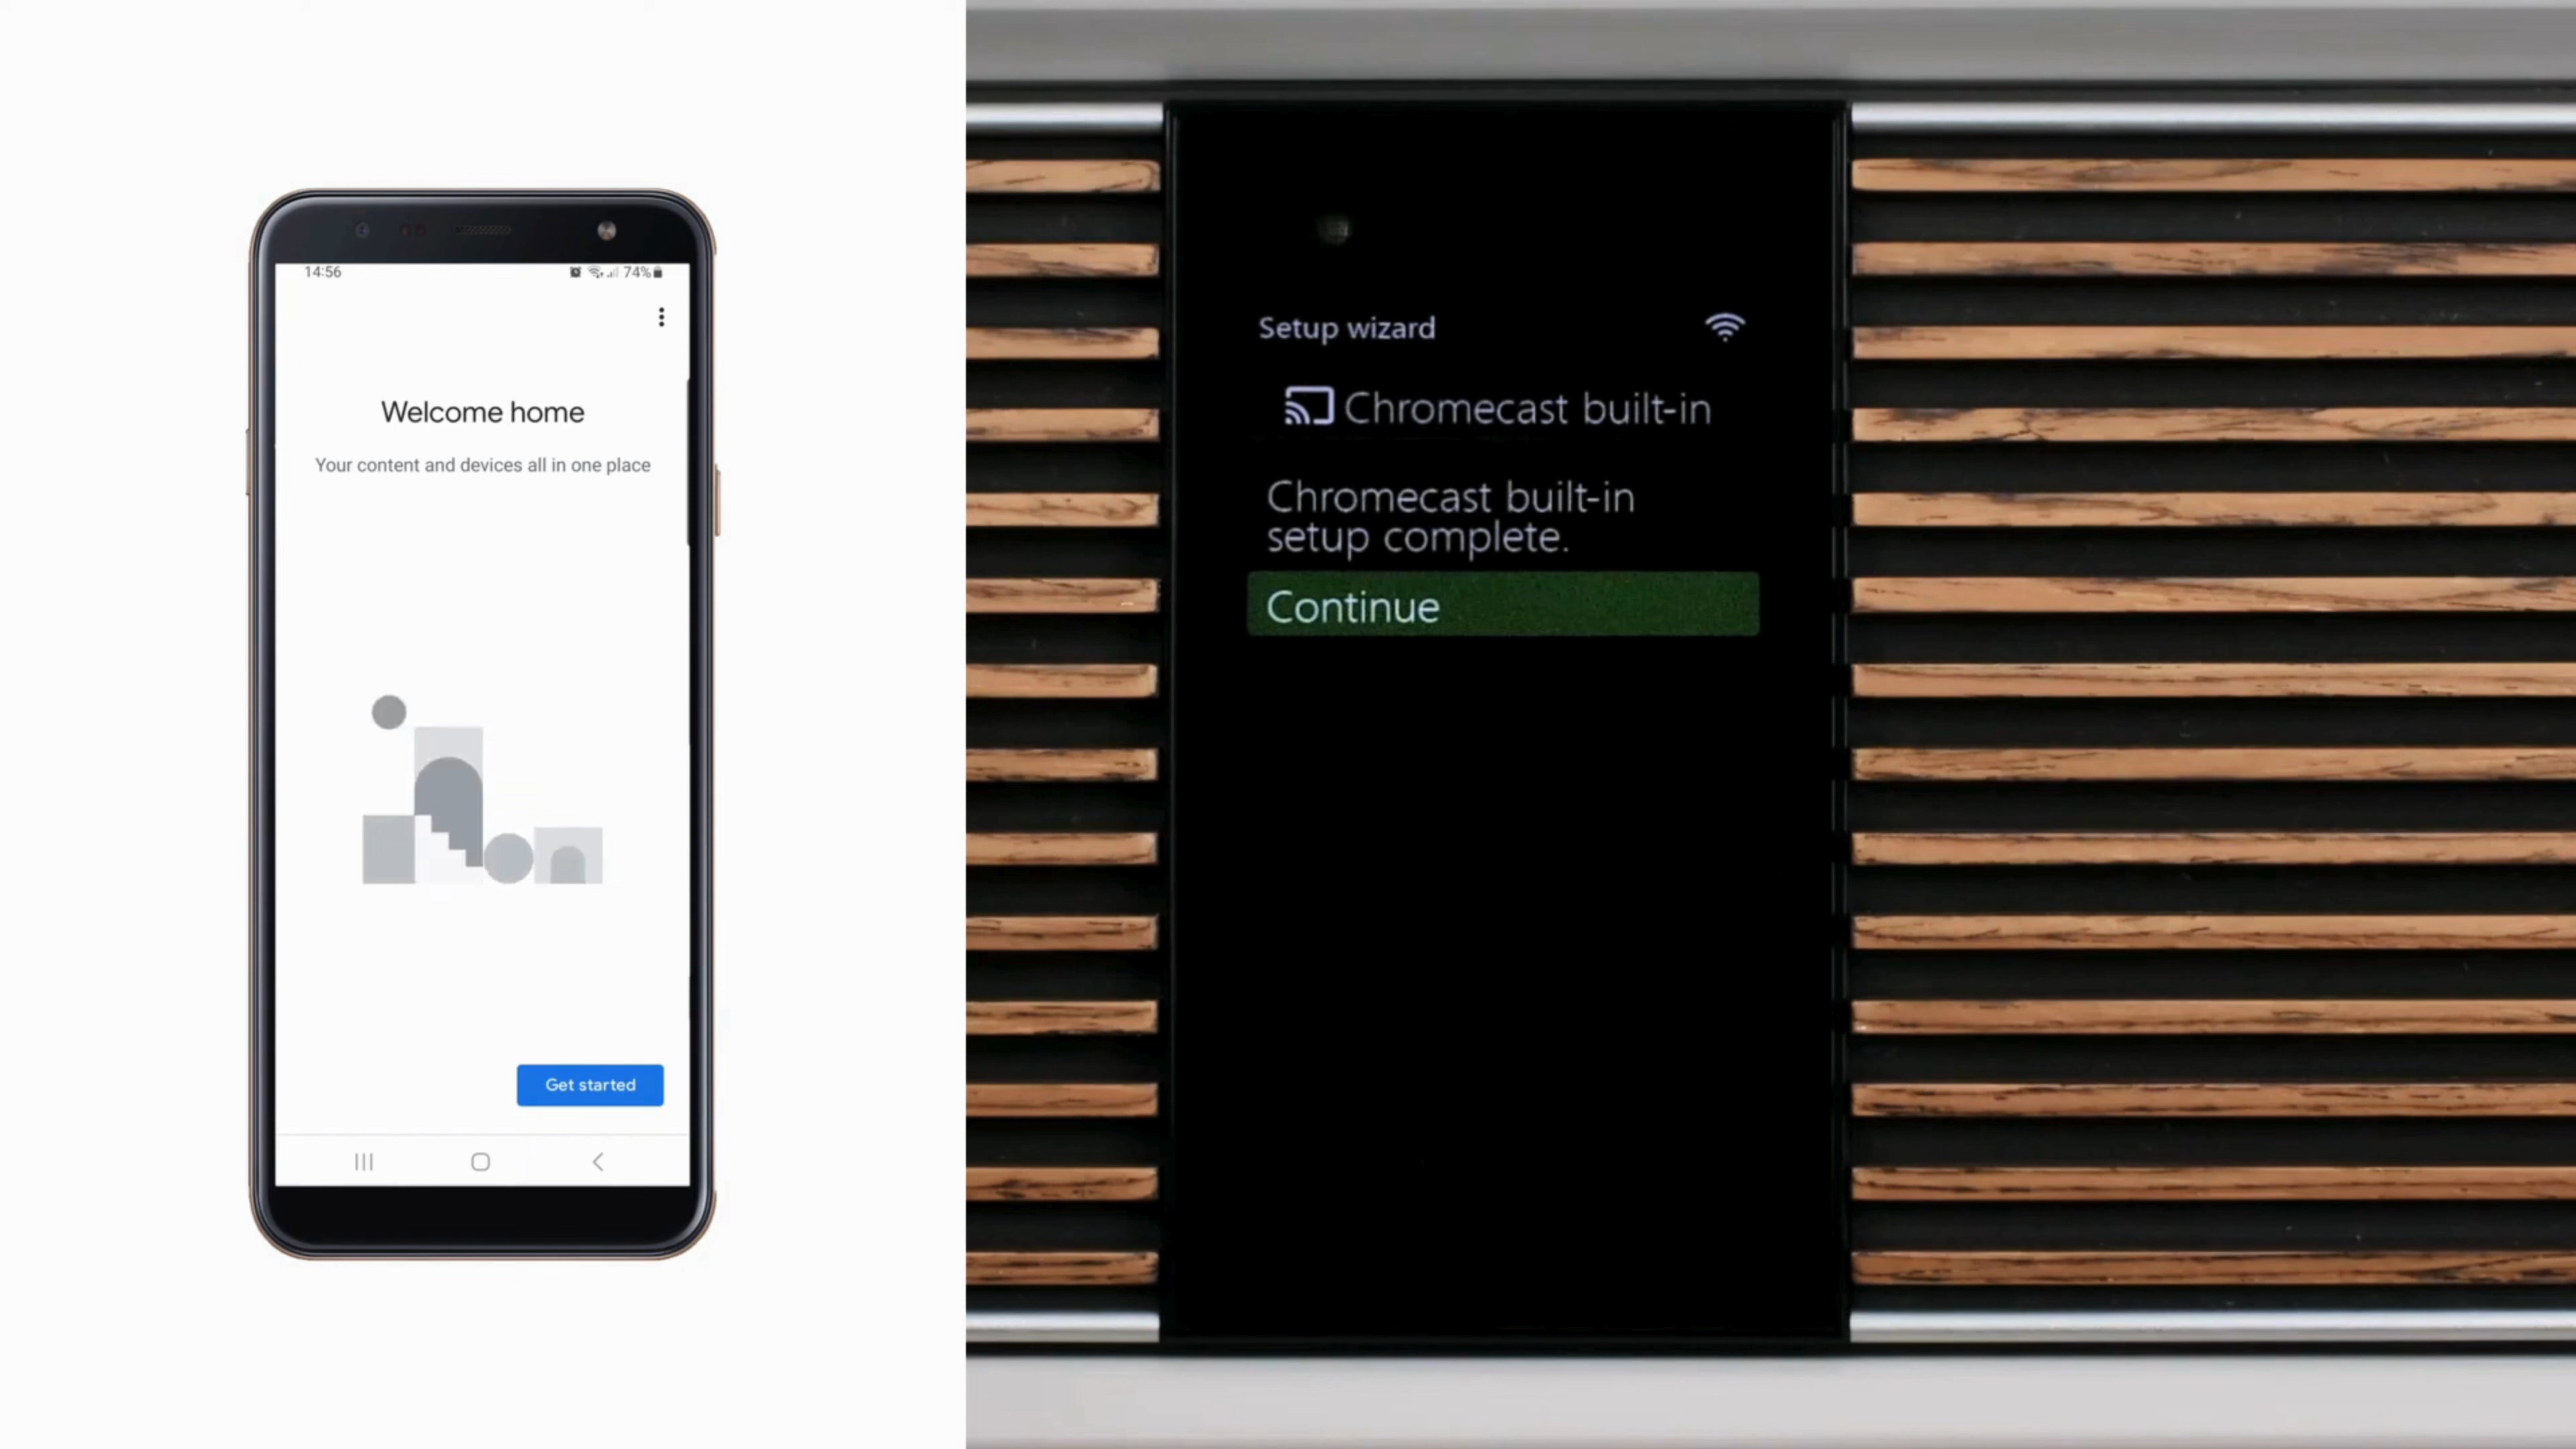 14:56
74%
Welcome home
Your content and devices all in one place
Get started
Setup wizard
Chromecast built-in
Chromecast built-in
setup complete.
Continue